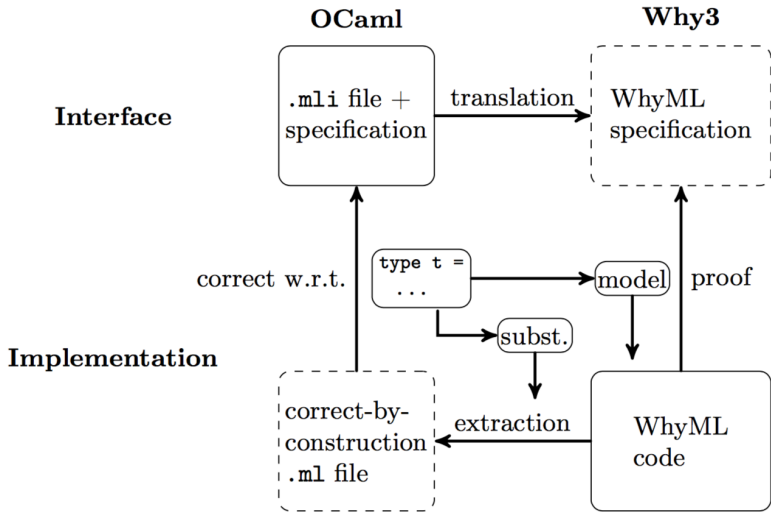 OCaml
Why3
Interface
.mli file +
specification
translation
WhyML
specification
correct w.r.t.
type t =
...
model
proof
subst.
Implementation
correct-by-
construction
.ml file
extraction
WhyML
code